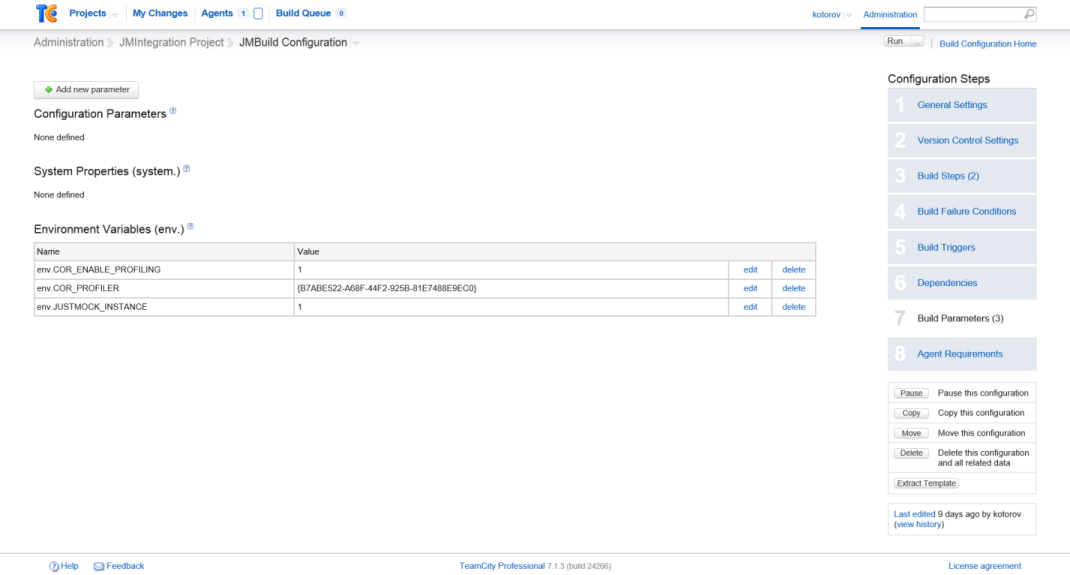 TC Projects My Changes Agents 1 Build Queue 0 kotorov Administration
Administration JMIntegration Project JMBuild Configuration Run ... Build Configuration Home
Add new parameter
Configuration Parameters ?
None defined
System Properties (system.) ?
None defined
Environment Variables (env.) ?
Name Value
env.COR_ENABLE_PROFILING 1 edit delete
env.COR_PROFILER {B7ABE522-A68F-44F2-925B-81E7488E9EC0} edit delete
env.JUSTMOCK_INSTANCE 1 edit delete
Configuration Steps
1 General Settings
2 Version Control Settings
3 Build Steps (2)
4 Build Failure Conditions
5 Build Triggers
6 Dependencies
7 Build Parameters (3)
8 Agent Requirements
Pause Pause this configuration
Copy Copy this configuration
Move Move this configuration
Delete Delete this configuration
and all related data
Extract Template
Last edited 9 days ago by kotorov
(view history)
? Help Feedback TeamCity Professional 7.1.3 (build 24266) License agreement